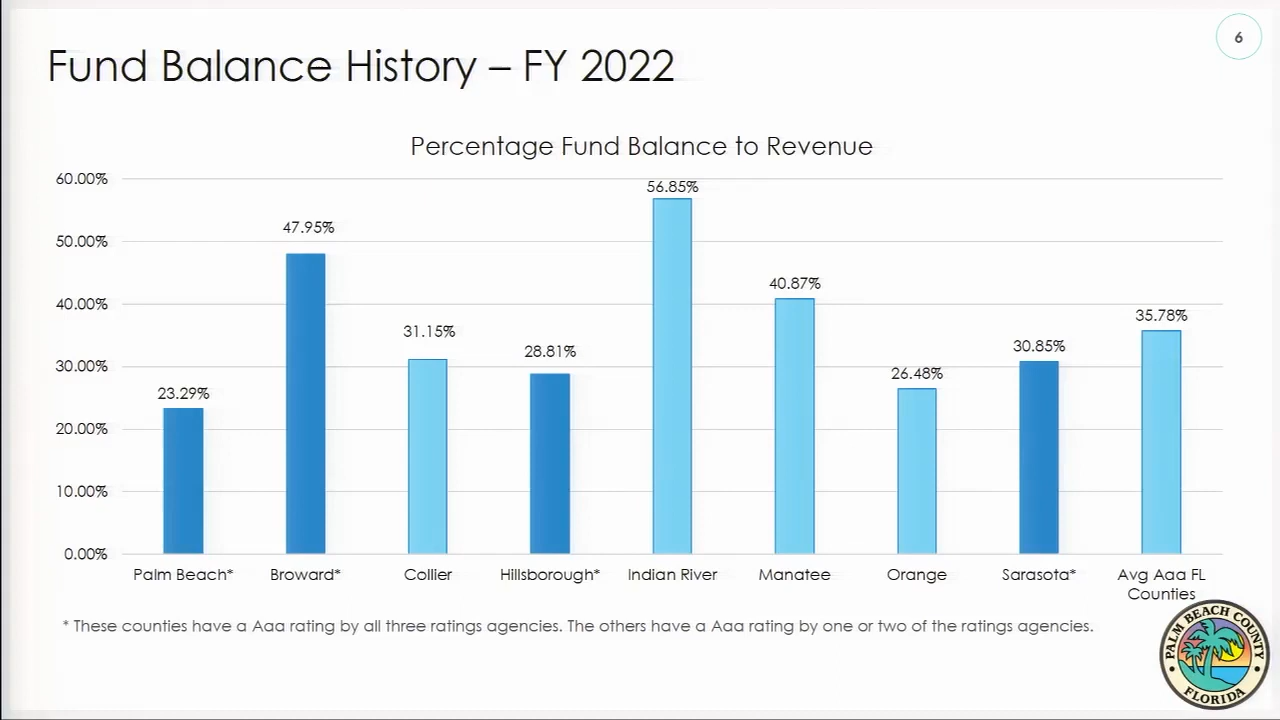 6
Fund Balance History – FY 2022
Percentage Fund Balance to Revenue
60.00%
50.00%
40.00%
30.00%
20.00%
10.00%
0.00%
23.29%
47.95%
31.15%
28.81%
56.85%
40.87%
26.48%
30.85%
35.78%
Palm Beach*
Broward*
Collier
Hillsborough*
Indian River
Manatee
Orange
Sarasota*
Avg Aaa FL
Counties
* These counties have a Aaa rating by all three ratings agencies. The others have a Aaa rating by one or two of the ratings agencies.
PALM BEACH COUNTY
FLORIDA